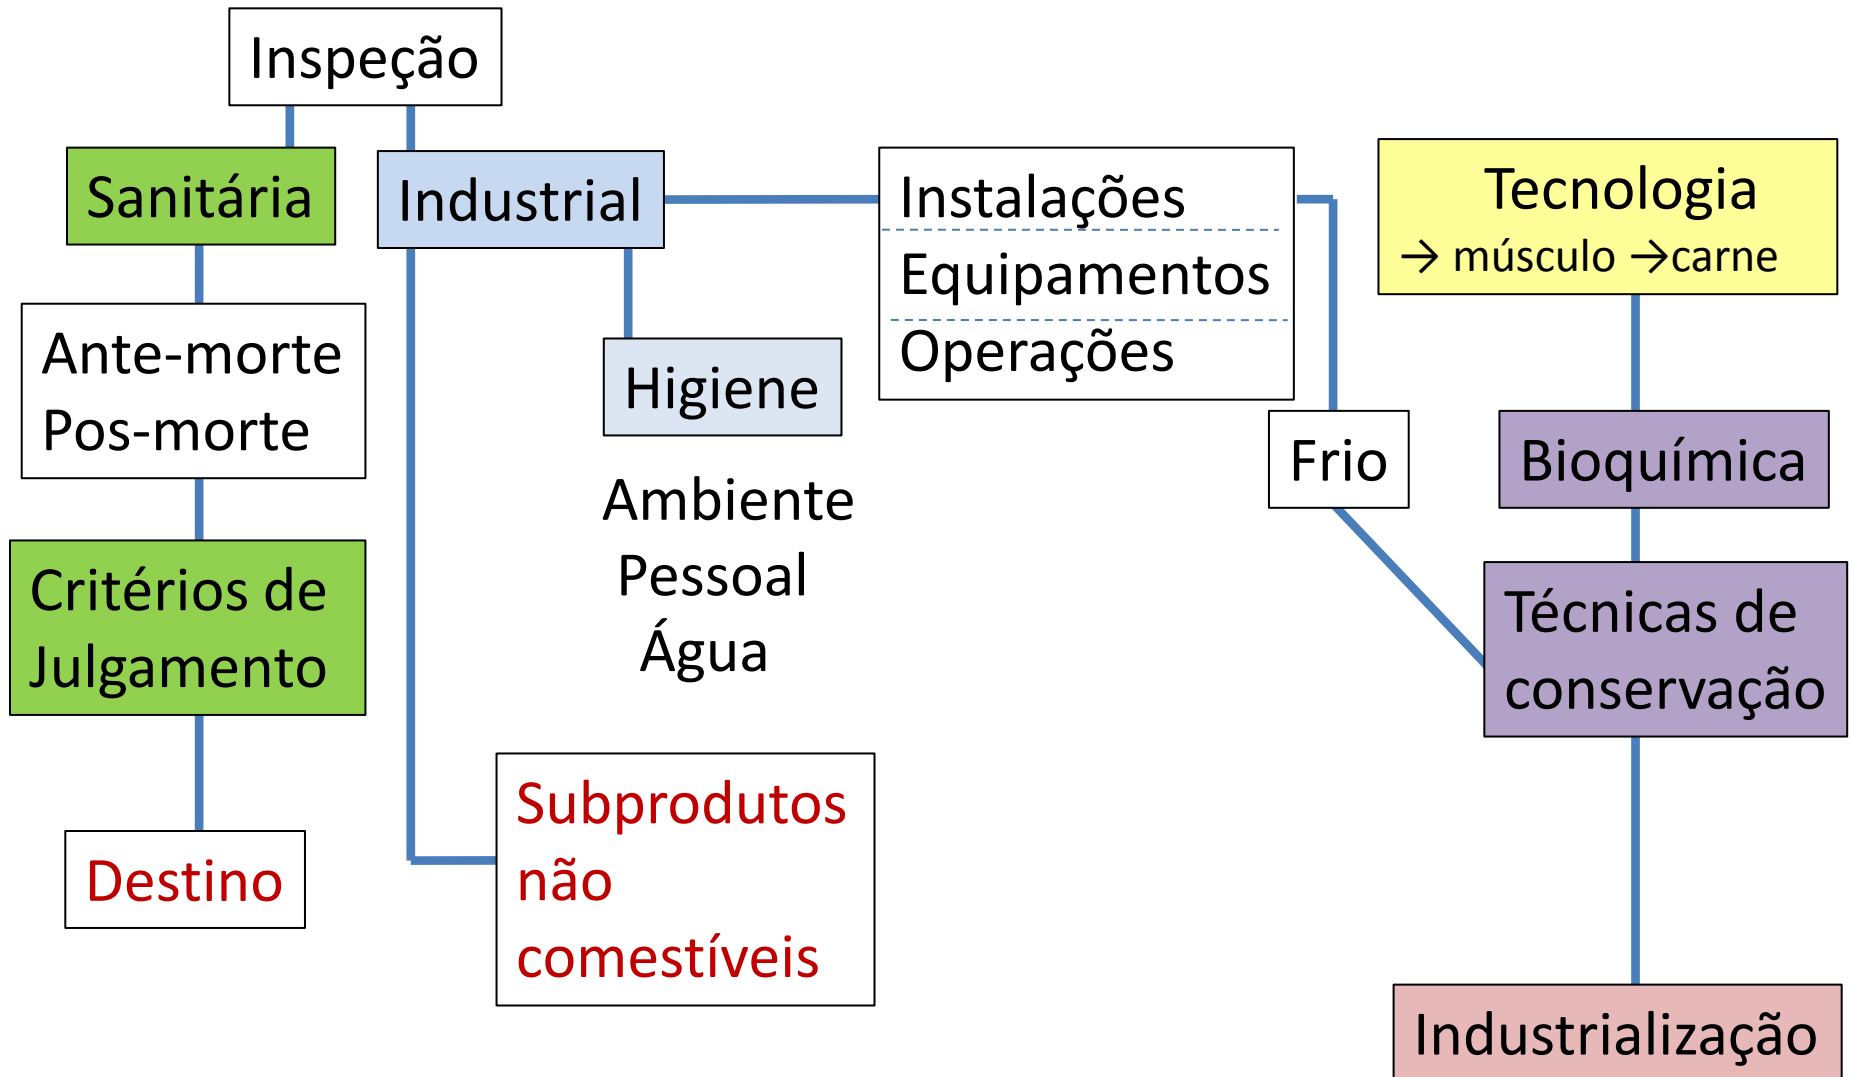 Inspeção
Sanitária
Industrial
Instalações
Equipamentos
Operações
Tecnologia
→ músculo →carne
Ante-morte
Pos-morte
Higiene
Ambiente
Pessoal
Água
Frio
Bioquímica
Critérios de
Julgamento
Técnicas de
conservação
Destino
Subprodutos
não
comestíveis
Industrialização